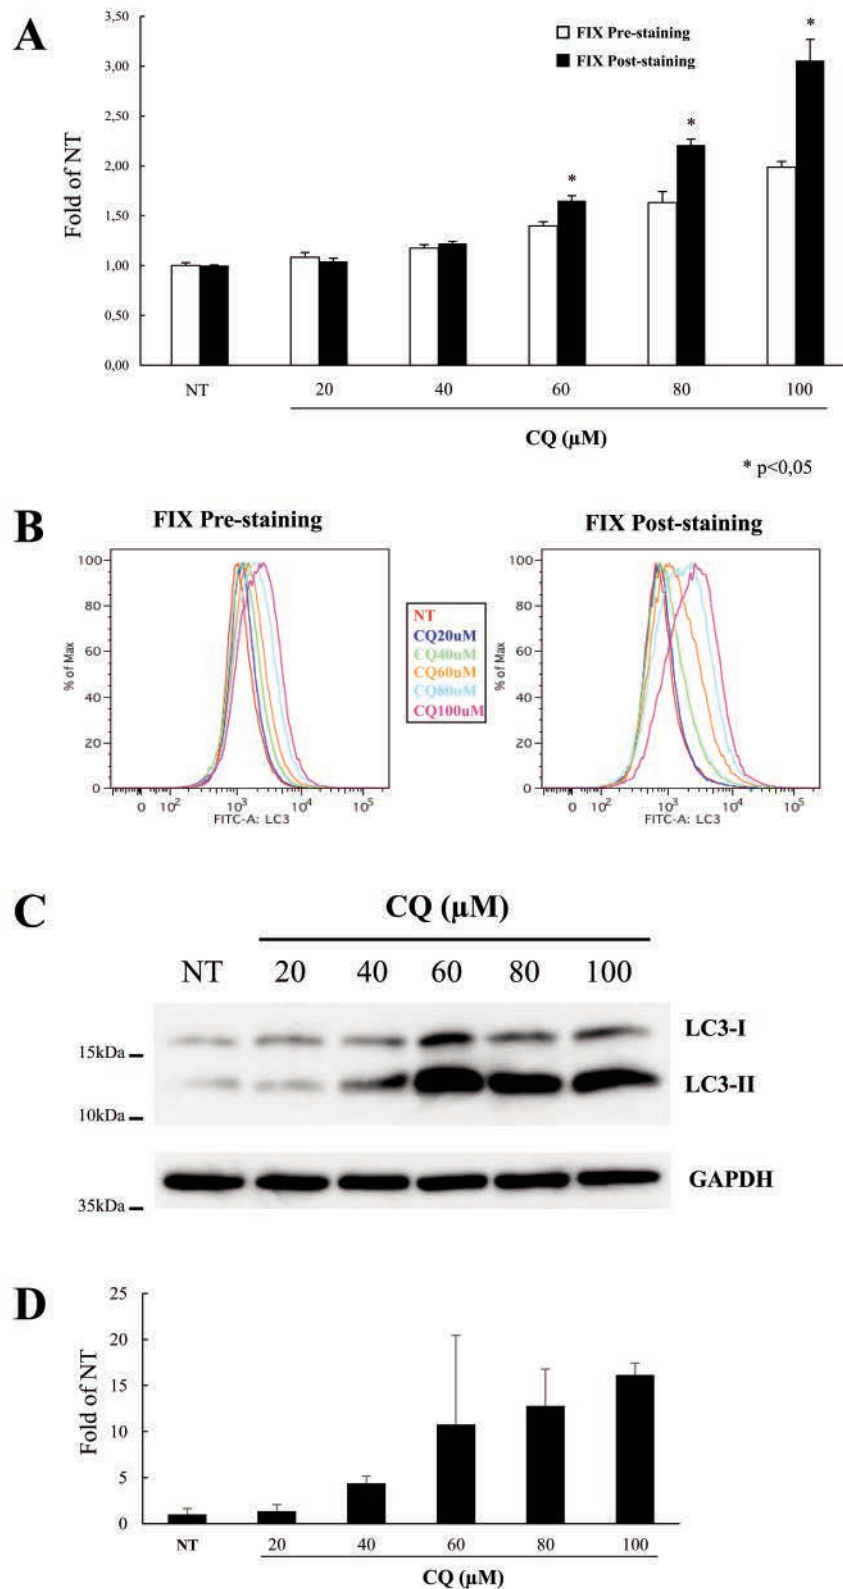 A
3,50
3,00
2,50
2,00
1,50
1,00
0,50
0,00
Fold of NT
FIX Pre-staining
FIX Post-staining
*
*
*
NT
20
40
60
80
100
CQ (µM)
* p<0,05
B
FIX Pre-staining
100
80
60
40
20
0
% of Max
0
10²
10³
10⁴
10⁵
FITC-A: LC3
NT
CQ20uM
CQ40uM
CQ60uM
CQ80uM
CQ100uM
FIX Post-staining
100
80
60
40
20
0
% of Max
0
10²
10³
10⁴
10⁵
FITC-A: LC3
C
CQ (µM)
NT
20
40
60
80
100
15kDa
10kDa
LC3-I
LC3-II
35kDa
GAPDH
D
25
20
15
10
5
0
Fold of NT
NT
20
40
60
80
100
CQ (µM)